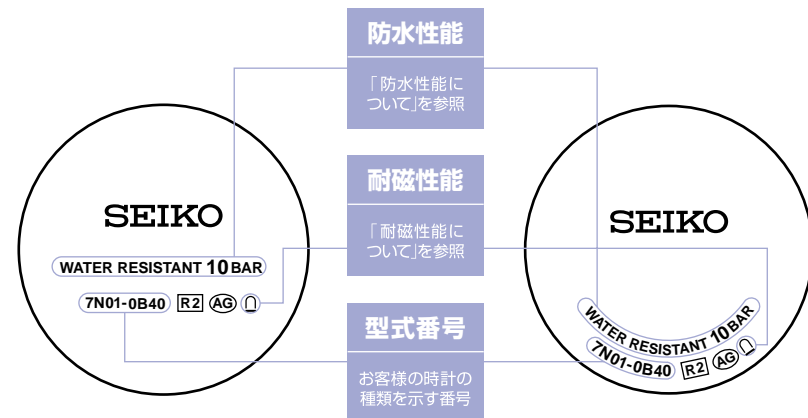 防水性能
「防水性能に
ついて」を参照
耐磁性能
「耐磁性能に
ついて」を参照
型式番号
お客様の時計の
種類を示す番号
SEIKO
WATER RESISTANT 10 BAR
7N01-0B40 R2 AG
SEIKO
WATER RESISTANT 10 BAR
7N01-0B40 R2 AG